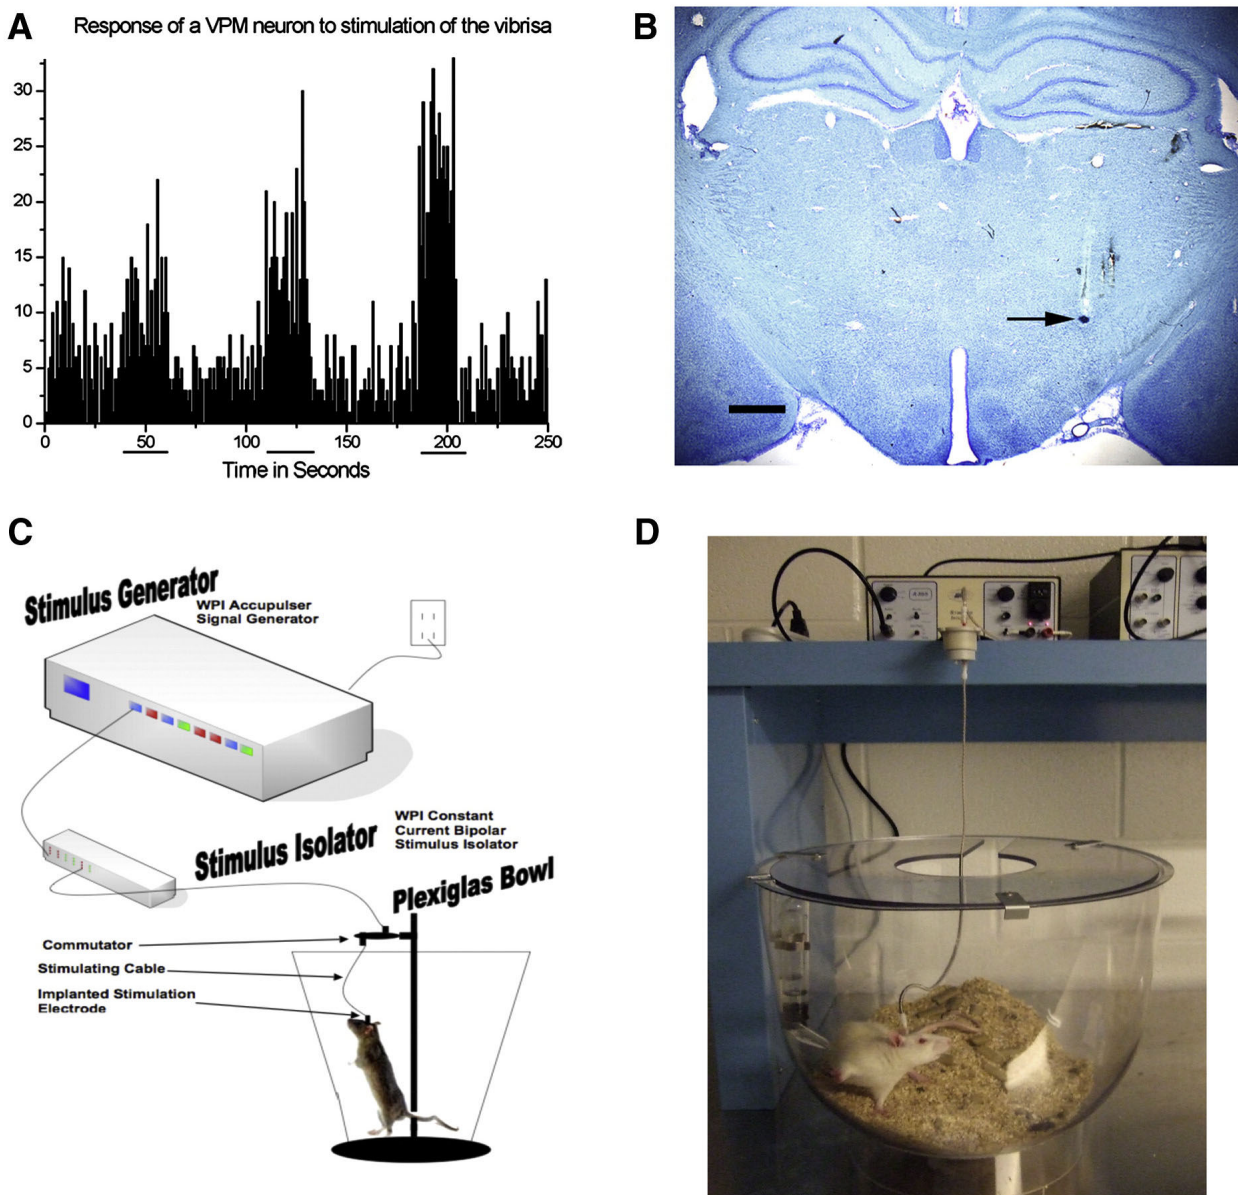 A
Response of a VPM neuron to stimulation of the vibrisa
30
25
20
15
10
5
0
0 50 100 150 200 250
Time in Seconds
B
C
Stimulus Generator
WPI Accupulser
Signal Generator
Stimulus Isolator
WPI Constant
Current Bipolar
Stimulus Isolator
Plexiglas Bowl
Commutator
Stimulating Cable
Implanted Stimulation
Electrode
D